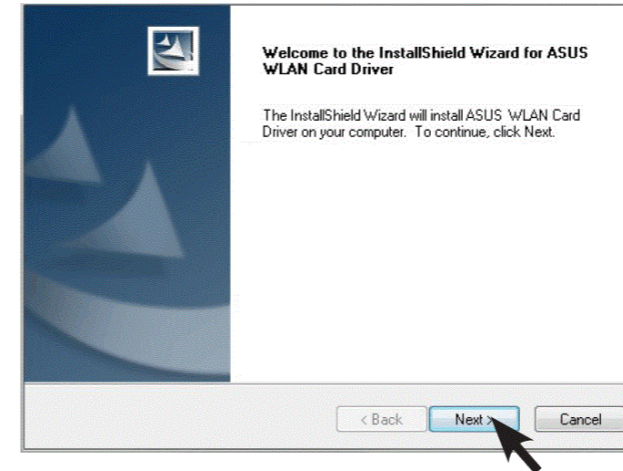 Welcome to the InstallShield Wizard for ASUS
WLAN Card Driver
The InstallShield Wizard will install ASUS WLAN Card
Driver on your computer. To continue, click Next.
< Back
Next >
Cancel